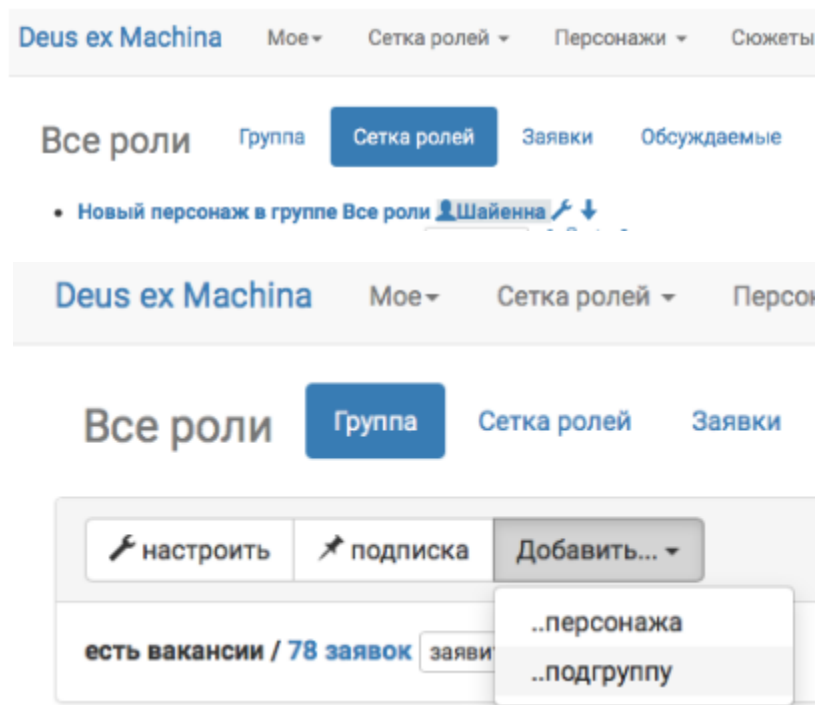 Deus ex Machina Мое Сетка ролей Персонажи Сюжеты
Все роли Группа Сетка ролей Заявки Обсуждаемые
Новый персонаж в группе Все роли Шайенна
Deus ex Machina Мое Сетка ролей
Все роли Группа Сетка ролей Заявки
настроить подписка Добавить...
..персонажа
есть вакансии / 78 заявок
..подгруппу